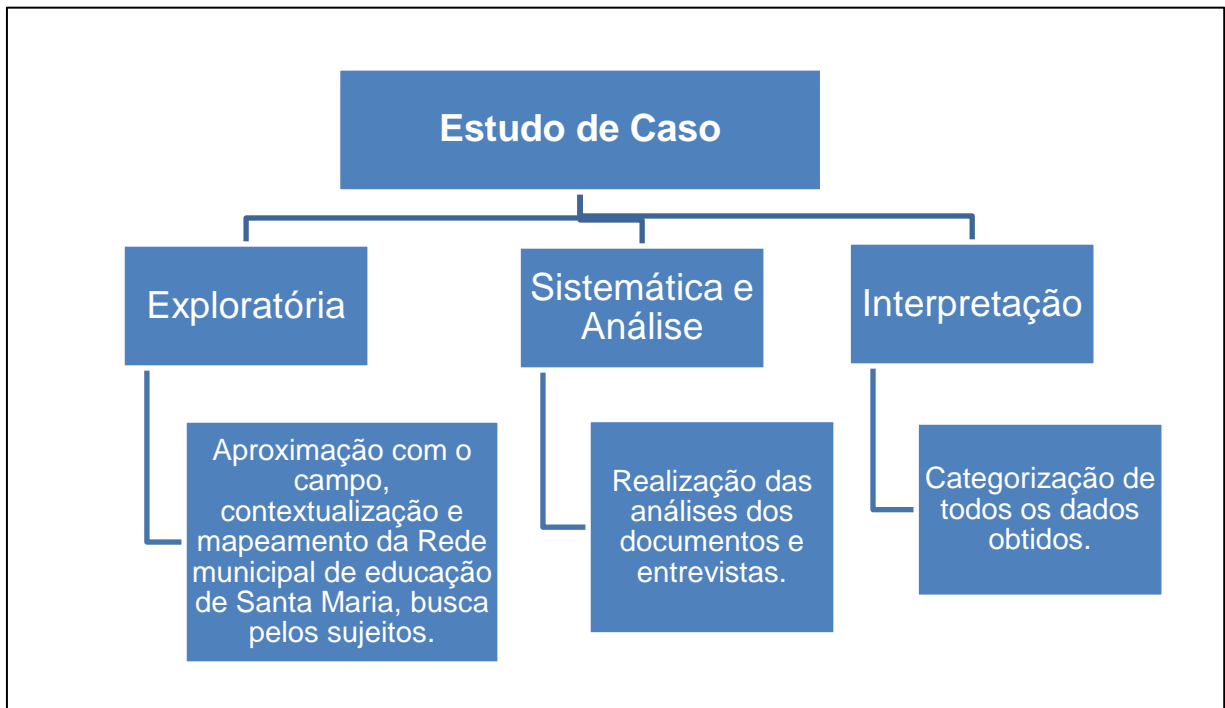 Estudo de Caso
Exploratória
Sistemática e
Análise
Interpretação
Aproximação com o
campo,
contextualização e
mapeamento da Rede
municipal de educação
de Santa Maria, busca
pelos sujeitos.
Realização das
análises dos
documentos e
entrevistas.
Categorização de
todos os dados
obtidos.